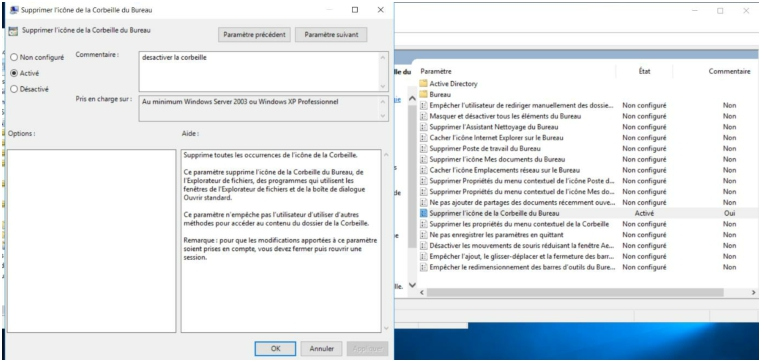 Supprimer l'icône de la Corbeille du Bureau
Supprimer l'icône de la Corbeille du Bureau
Paramètre précédent
Paramètre suivant
Non configuré
Activé
Désactivé
Commentaire :
desactiver la corbeille
Pris en charge sur :
Au minimum Windows Server 2003 ou Windows XP Professionnel
Options :
Aide :
Supprime toutes les occurrences de l'icône de la Corbeille.
Ce paramètre supprime l'icône de la Corbeille du Bureau, de
l'Explorateur de fichiers, des programmes qui utilisent les
fenêtres de l'Explorateur de fichiers et de la boîte de dialogue
Ouvrir standard.
Ce paramètre n'empêche pas l'utilisateur d'utiliser d'autres
méthodes pour accéder au contenu du dossier de la Corbeille.
Remarque : pour que les modifications apportées à ce paramètre
soient prises en compte, vous devez fermer puis rouvrir une
session.
OK
Annuler
Appliquer
lle du
Paramètre État Commentaire
Active Directory
Bureau
Empêcher l'utilisateur de rediriger manuellement des dossie... Non configuré Non
Masquer et désactiver tous les éléments du Bureau Non configuré Non
Supprimer l'Assistant Nettoyage du Bureau Non configuré Non
Cacher l'icône Internet Explorer sur le Bureau Non configuré Non
Supprimer Poste de travail du Bureau Non configuré Non
Supprimer l'icône Mes documents du Bureau Non configuré Non
Cacher l'icône Emplacements réseau sur le Bureau Non configuré Non
Supprimer Propriétés du menu contextuel de l'icône Poste d... Non configuré Non
Supprimer Propriétés du menu contextuel de l'icône Mes do... Non configuré Non
Ne pas ajouter de partages des documents récemment ouve... Non configuré Non
Supprimer l'icône de la Corbeille du Bureau Activé Oui
Supprimer les propriétés du menu contextuel de la Corbeille Non configuré Non
Ne pas enregistrer les paramètres en quittant Non configuré Non
Désactiver les mouvements de souris réduisant la fenêtre Ae... Non configuré Non
Empêcher l'ajout, le glisser-déplacer et la fermeture des barr... Non configuré Non
Empêcher le redimensionnement des barres d'outils du Bure... Non configuré Non
de
lle.